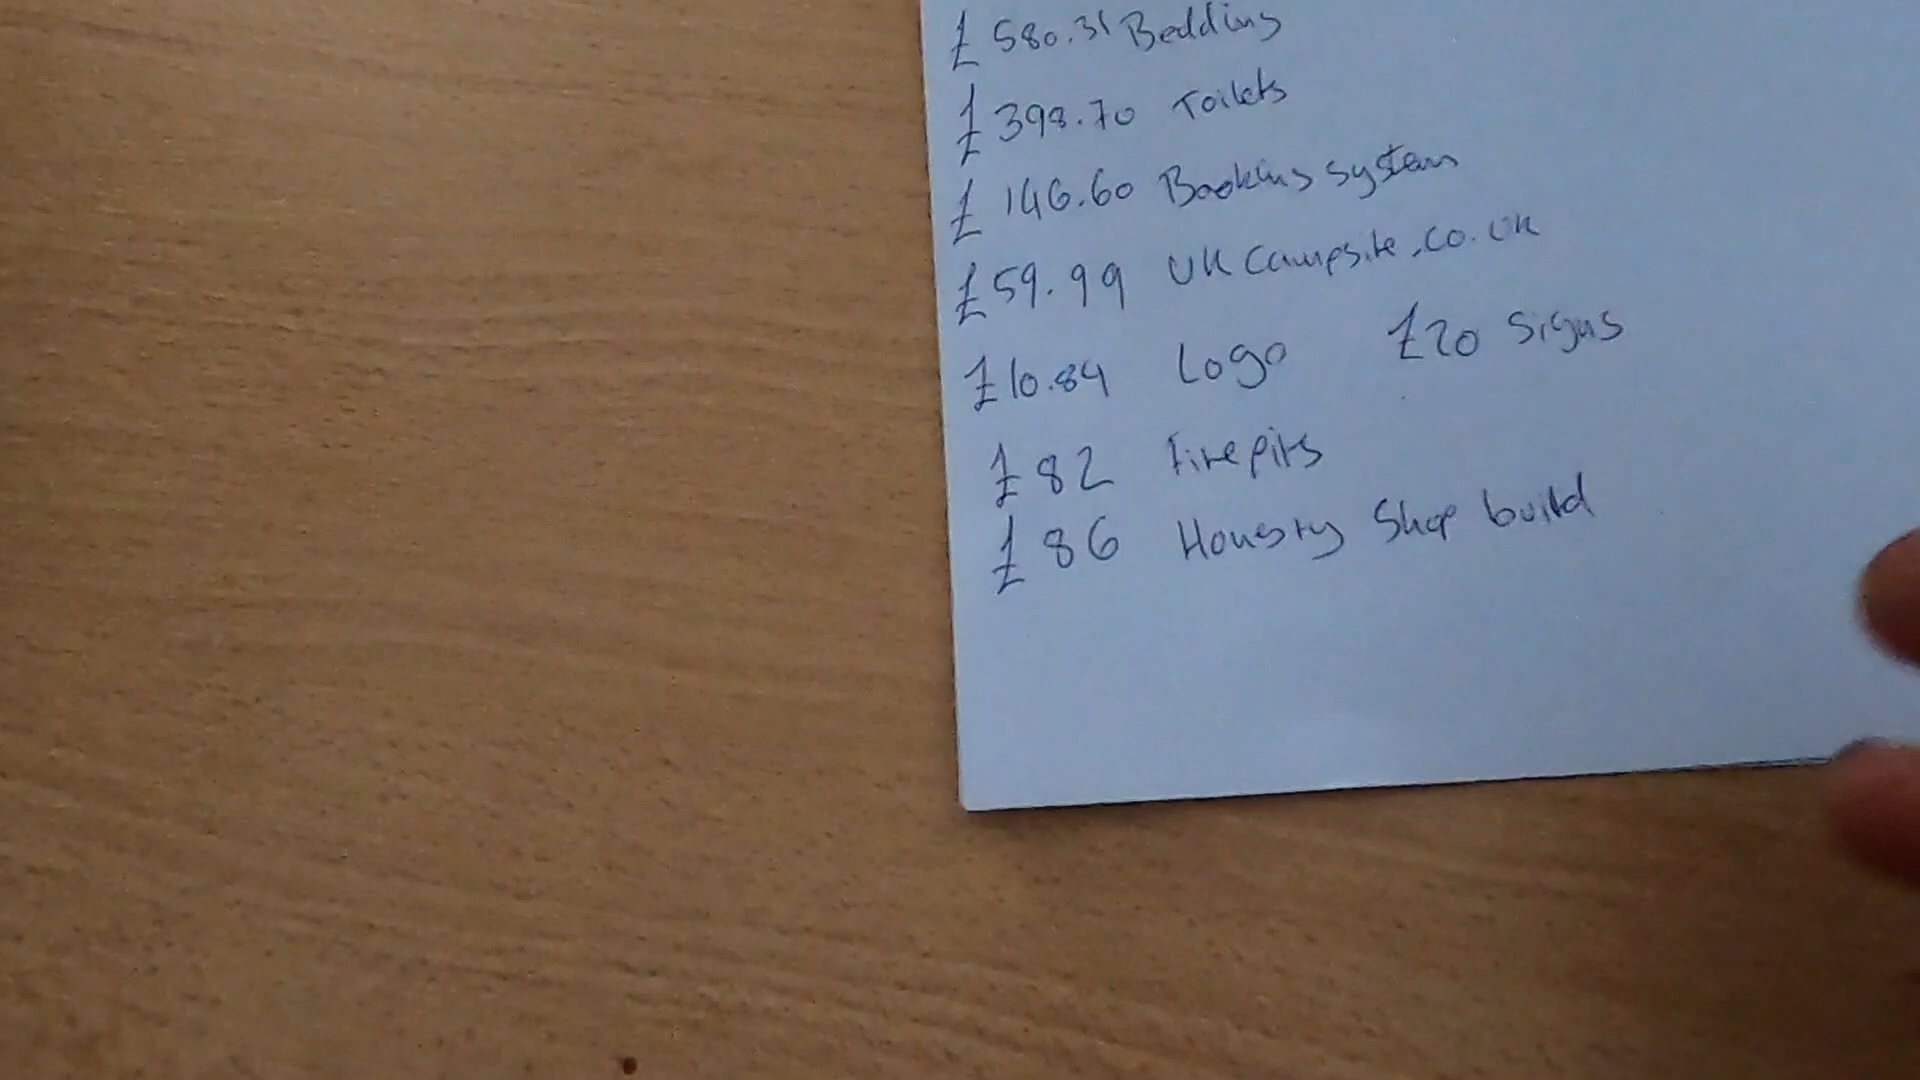 £580.31 Bedding
£398.70 Toilets
£146.60 Booking system
£59.99 UK Campsite.co.uk
£10.84 Logo £20 Signs
£82 Fire pits
£86 Honesty Shop build